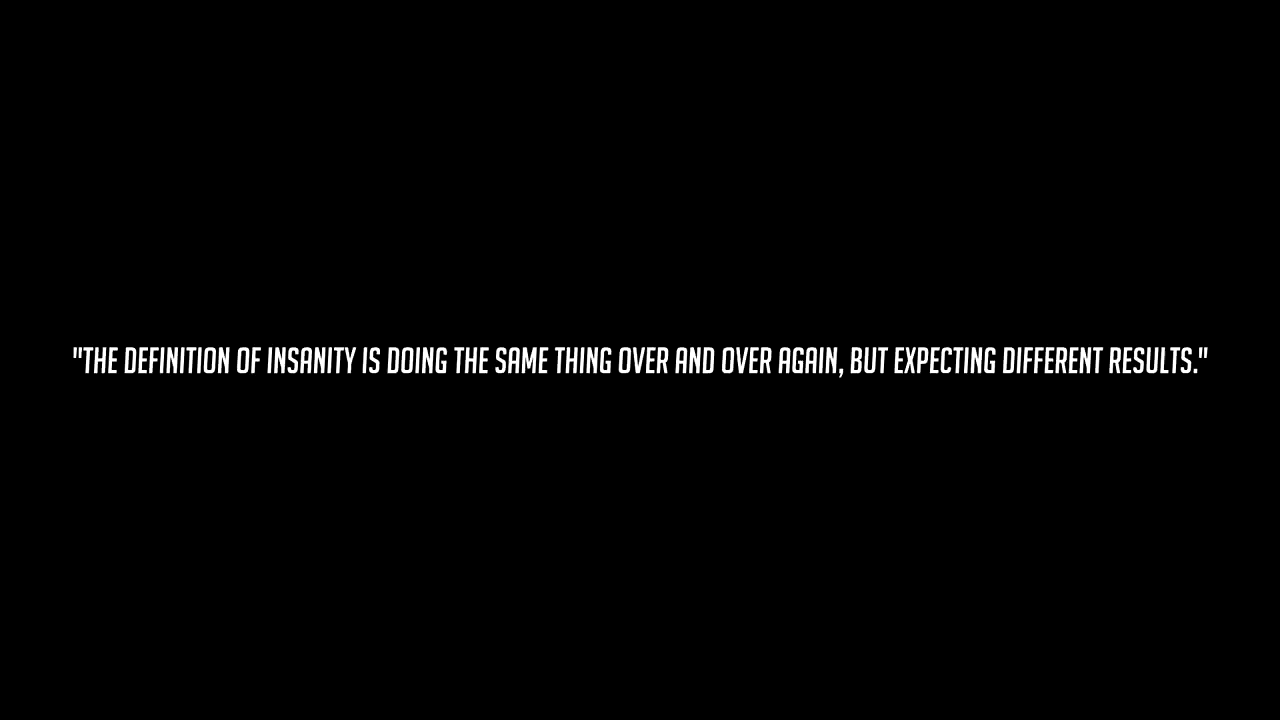 "THE DEFINITION OF INSANITY IS DOING THE SAME THING OVER AND OVER AGAIN, BUT EXPECTING DIFFERENT RESULTS."